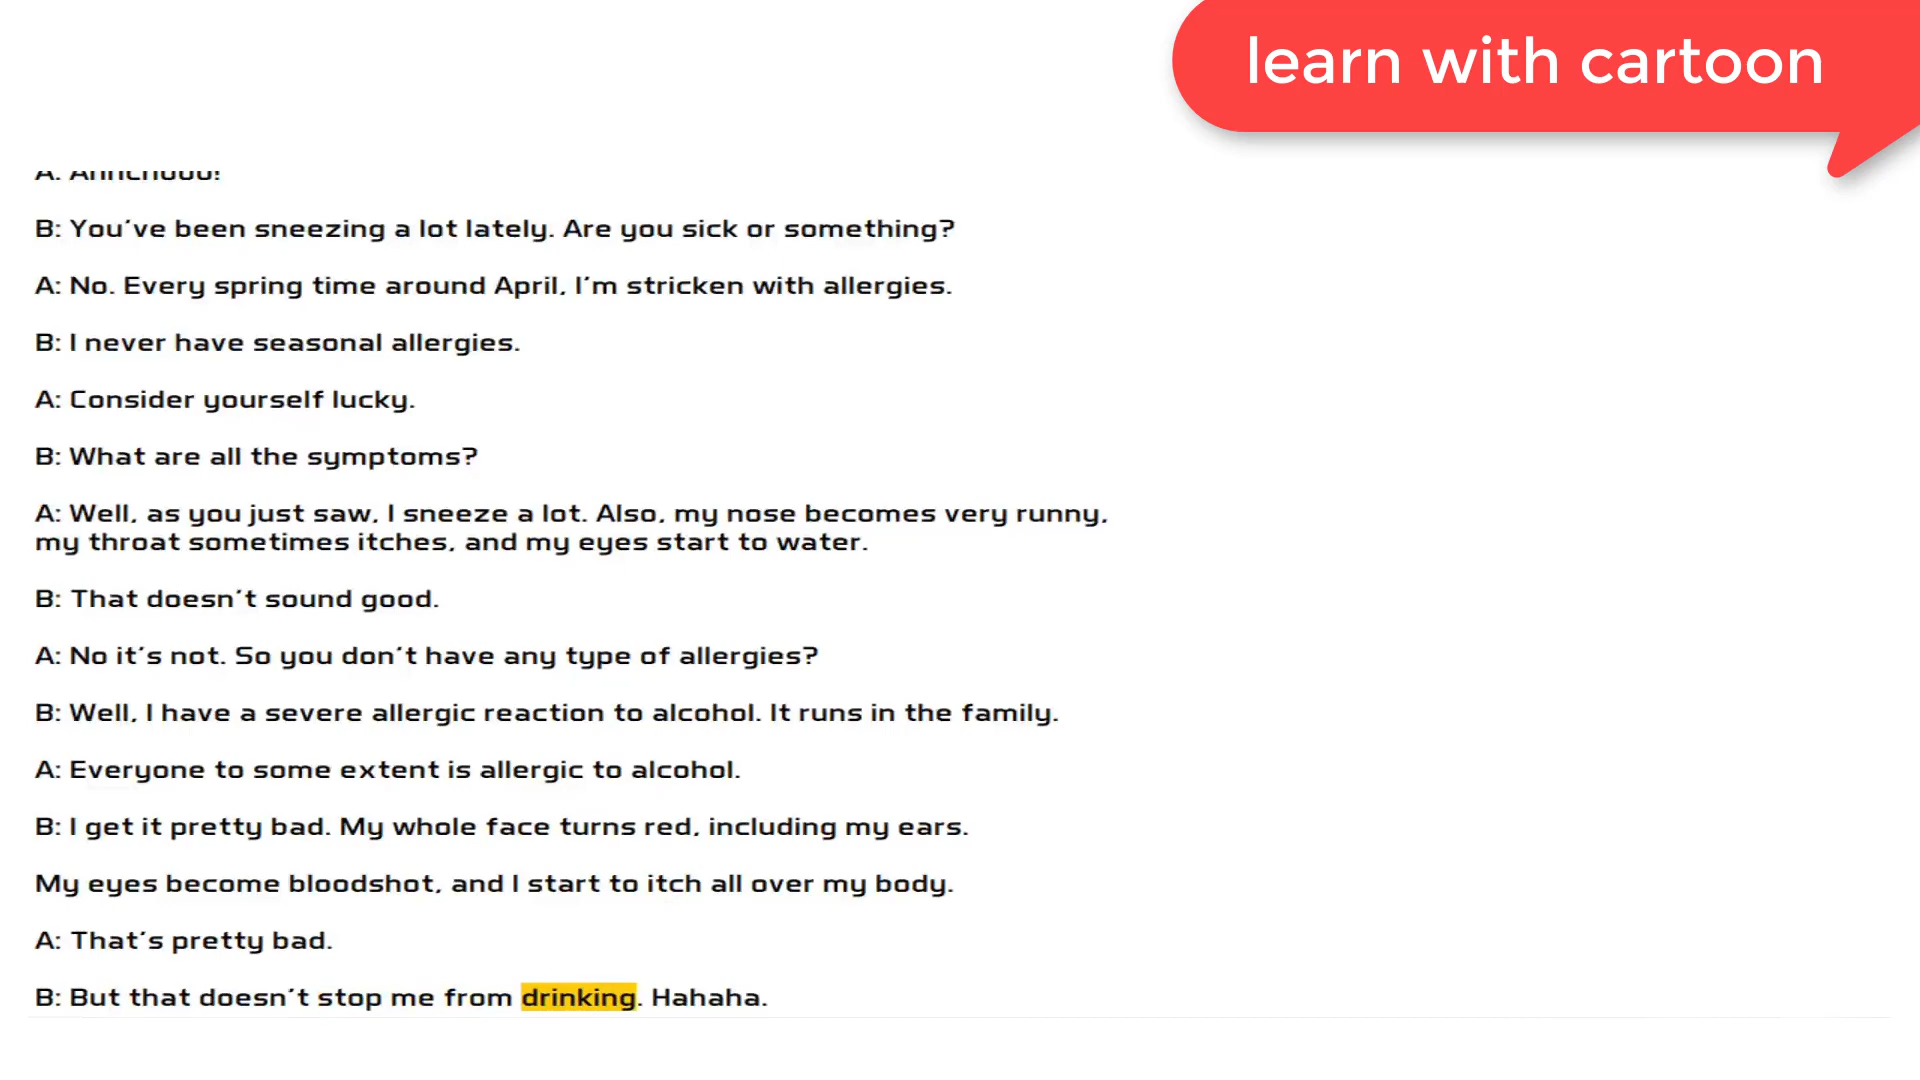 learn with cartoon
B: You've been sneezing a lot lately. Are you sick or something?
A: No. Every spring time around April, I'm stricken with allergies.
B: I never have seasonal allergies.
A: Consider yourself lucky.
B: What are all the symptoms?
A: Well, as you just saw, I sneeze a lot. Also, my nose becomes very runny,
my throat sometimes itches, and my eyes start to water.
B: That doesn't sound good.
A: No it's not. So you don't have any type of allergies?
B: Well, I have a severe allergic reaction to alcohol. It runs in the family.
A: Everyone to some extent is allergic to alcohol.
B: I get it pretty bad. My whole face turns red, including my ears.
My eyes become bloodshot, and I start to itch all over my body.
A: That's pretty bad.
B: But that doesn't stop me from drinking. Hahaha.